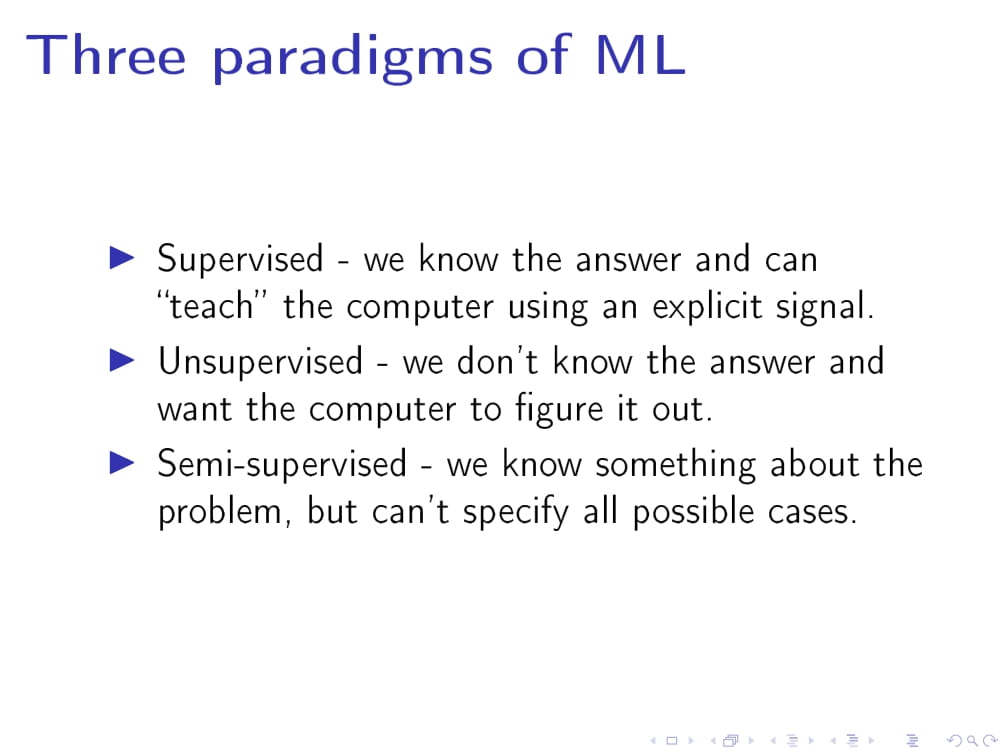 Three paradigms of ML
Supervised - we know the answer and can
“teach” the computer using an explicit signal.
Unsupervised - we don't know the answer and
want the computer to figure it out.
Semi-supervised - we know something about the
problem, but can't specify all possible cases.